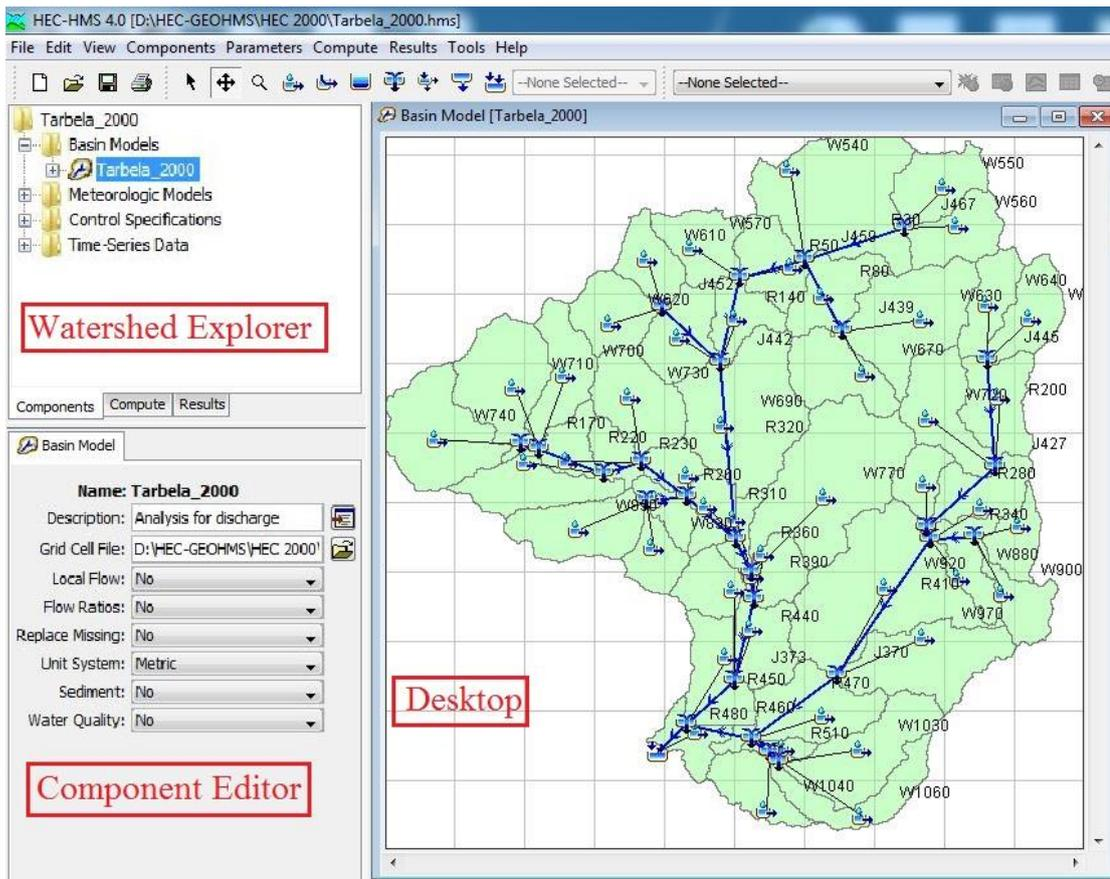 HEC-HMS 4.0 [D:\HEC-GEOHMS\HEC 2000\Tarbela_2000.hms]
File Edit View Components Parameters Compute Results Tools Help
--None Selected-- --None Selected--
Tarbela_2000
Basin Models
Tarbela_2000
Meteorologic Models
Control Specifications
Time-Series Data
Watershed Explorer
Components Compute Results
Basin Model
Name: Tarbela_2000
Description: Analysis for discharge
Grid Cell File: D:\HEC-GEOHMS\HEC 2000\
Local Flow: No
Flow Ratios: No
Replace Missing: No
Unit System: Metric
Sediment: No
Water Quality: No
Component Editor
Basin Model [Tarbela_2000]
W540
W550
J467
W560
W570
R30
W610
J459
R50
R80
W640
J452
R140
W620
J439
W630
W
J442
J445
W700
W670
W710
W730
R200
W720
W690
W740
R170
R320
R220
R230
J427
W770
R280
R310
R340
R360
W880
R390
W920
W900
R410
W970
R440
J373
J370
R450
R470
Desktop
R460
R480
R510
W1030
W1040
W1060